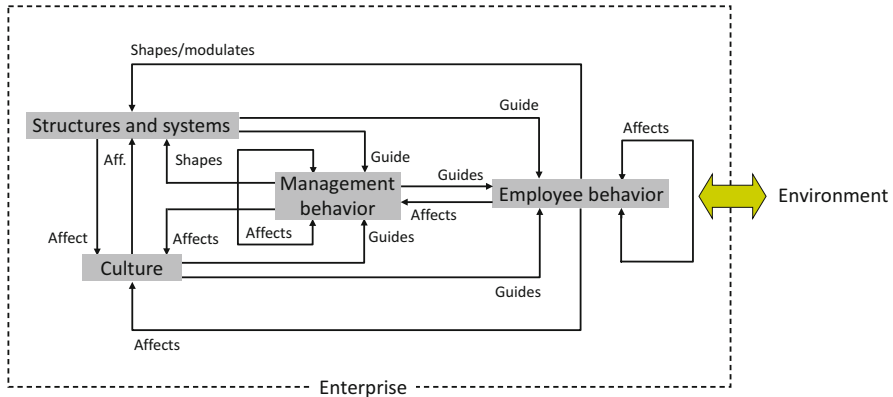 Shapes/modulates
Guide
Structures and systems
Affects
Aff.
Shapes
Guide
Management
behavior
Guides
Employee behavior
Environment
Affects
Affect
Affects
Affects
Guides
Culture
Guides
Affects
Enterprise